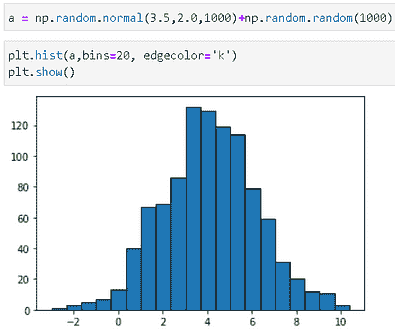 a = np.random.normal(3.5,2.0,1000)+np.random.random(1000)
plt.hist(a,bins=20, edgecolor='k')
plt.show()
120
100
80
60
40
20
0
−2 0 2 4 6 8 10